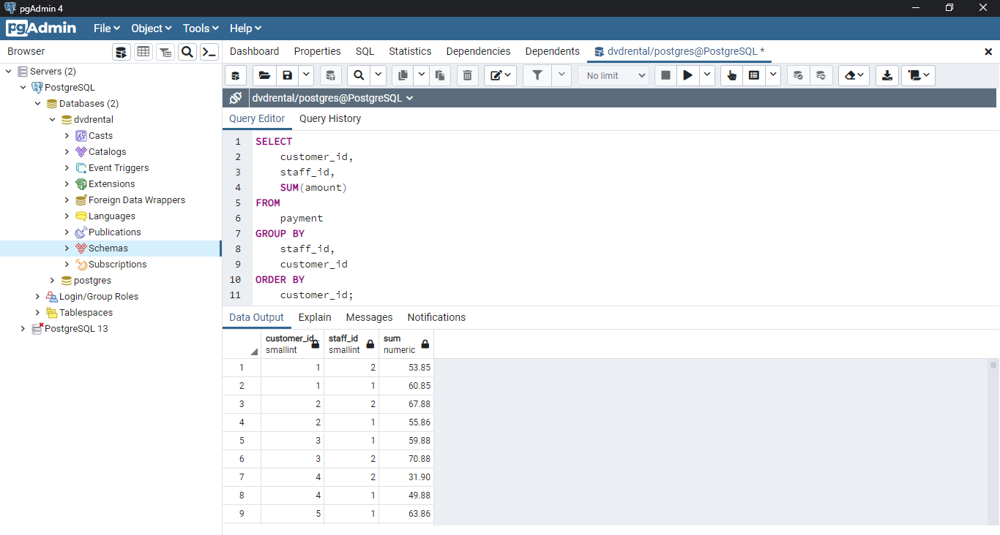 pgAdmin 4
pgAdmin File Object Tools Help
Browser
Dashboard Properties SQL Statistics Dependencies Dependents dvdrental/postgres@PostgreSQL *
Servers (2)
PostgreSQL
Databases (2)
dvdrental
Casts
Catalogs
Event Triggers
Extensions
Foreign Data Wrappers
Languages
Publications
Schemas
Subscriptions
postgres
Login/Group Roles
Tablespaces
PostgreSQL 13
No limit
dvdrental/postgres@PostgreSQL
Query Editor Query History
1 SELECT
2 customer_id,
3 staff_id,
4 SUM(amount)
5 FROM
6 payment
7 GROUP BY
8 staff_id,
9 customer_id
10 ORDER BY
11 customer_id;
Data Output Explain Messages Notifications
customer_id staff_id sum
smallint smallint numeric
1 1 2 53.85
2 1 1 60.85
3 2 2 67.88
4 2 1 55.86
5 3 1 59.88
6 3 2 70.88
7 4 2 31.90
8 4 1 49.88
9 5 1 63.86